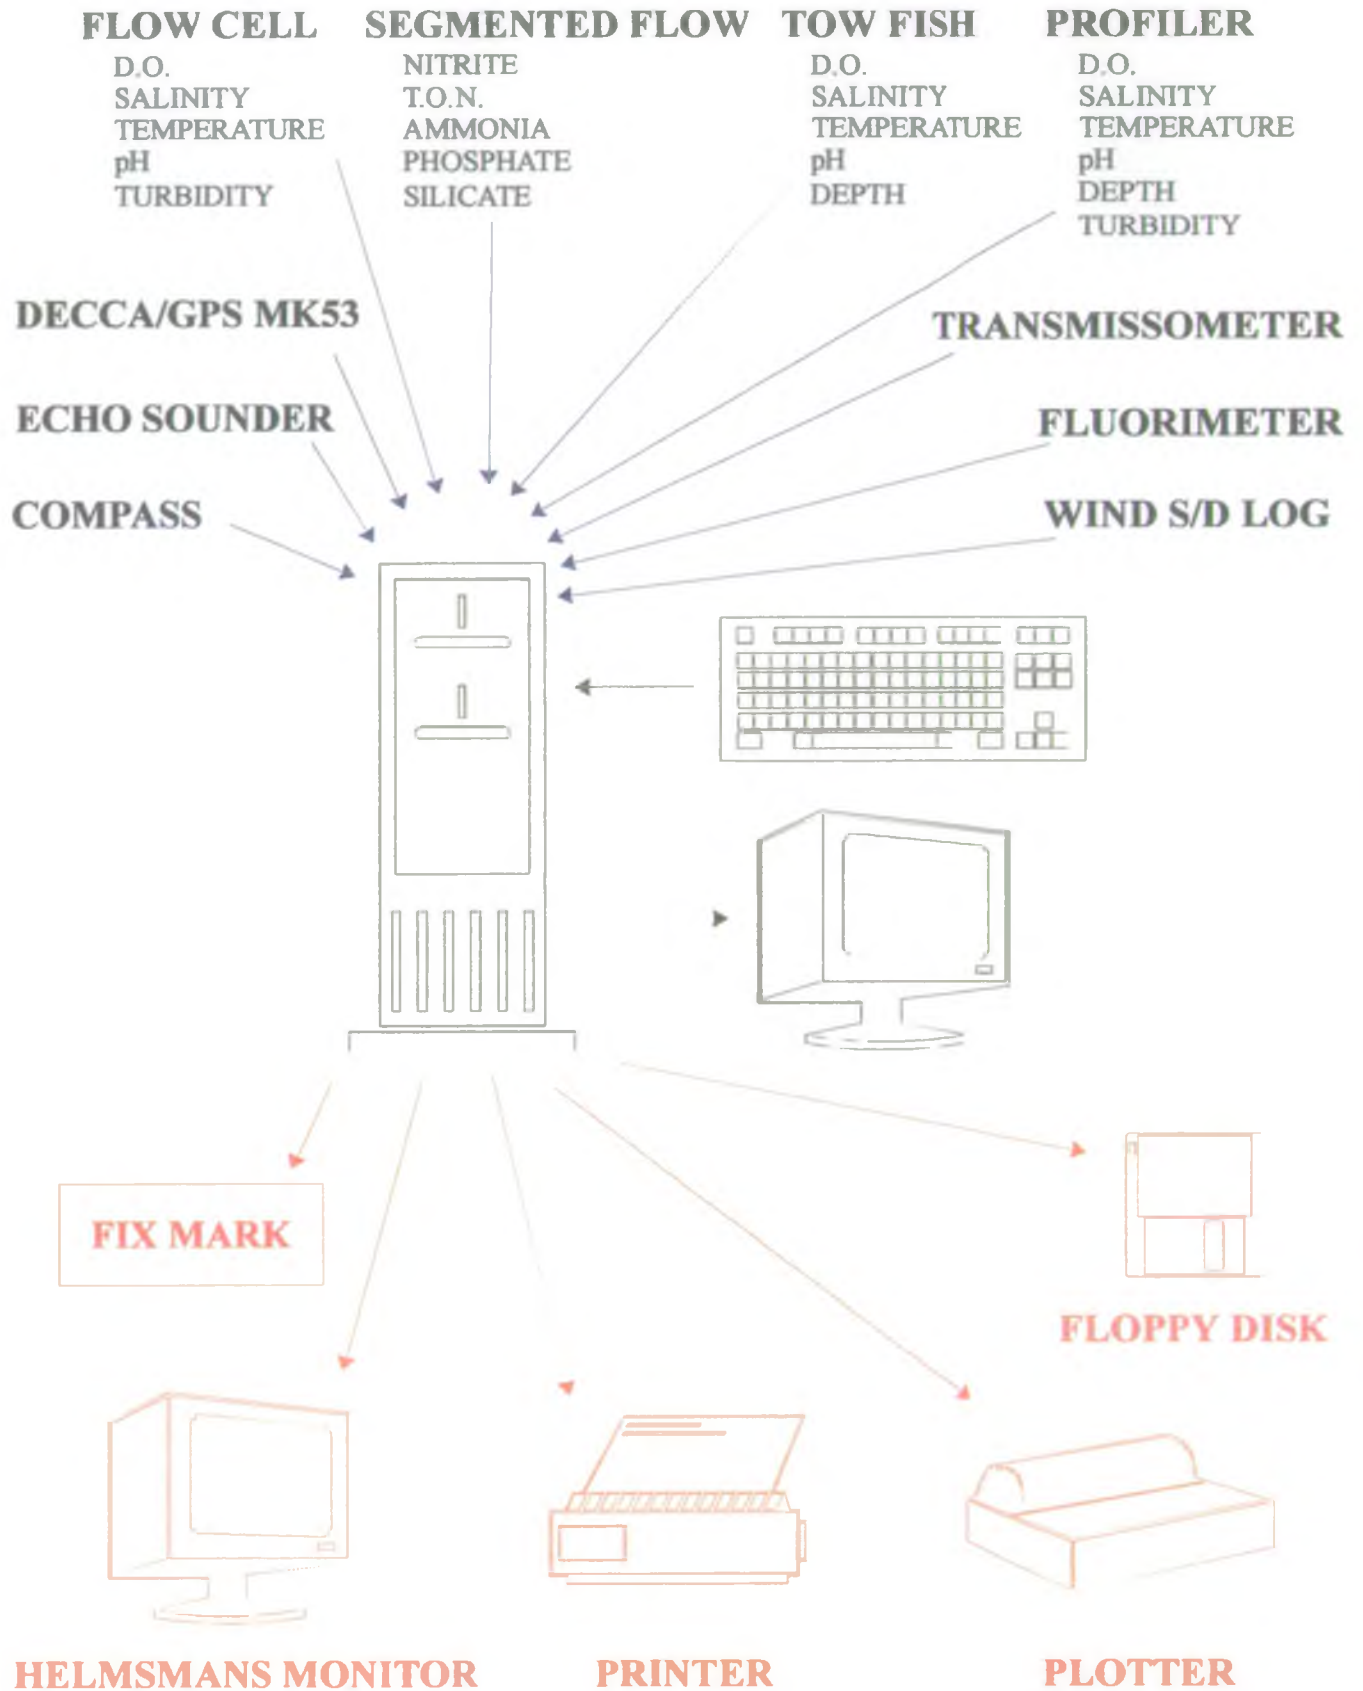 FLOW CELL
D.O.
SALINITY
TEMPERATURE
pH
TURBIDITY
SEGMENTED FLOW
NITRITE
T.O.N.
AMMONIA
PHOSPHATE
SILICATE
TOW FISH
D.O.
SALINITY
TEMPERATURE
pH
DEPTH
PROFILER
D.O.
SALINITY
TEMPERATURE
pH
DEPTH
TURBIDITY
DECCA/GPS MK53
TRANSMISSOMETER
ECHO SOUNDER
FLUORIMETER
COMPASS
WIND S/D LOG
FIX MARK
FLOPPY DISK
HELMSMANS MONITOR
PRINTER
PLOTTER